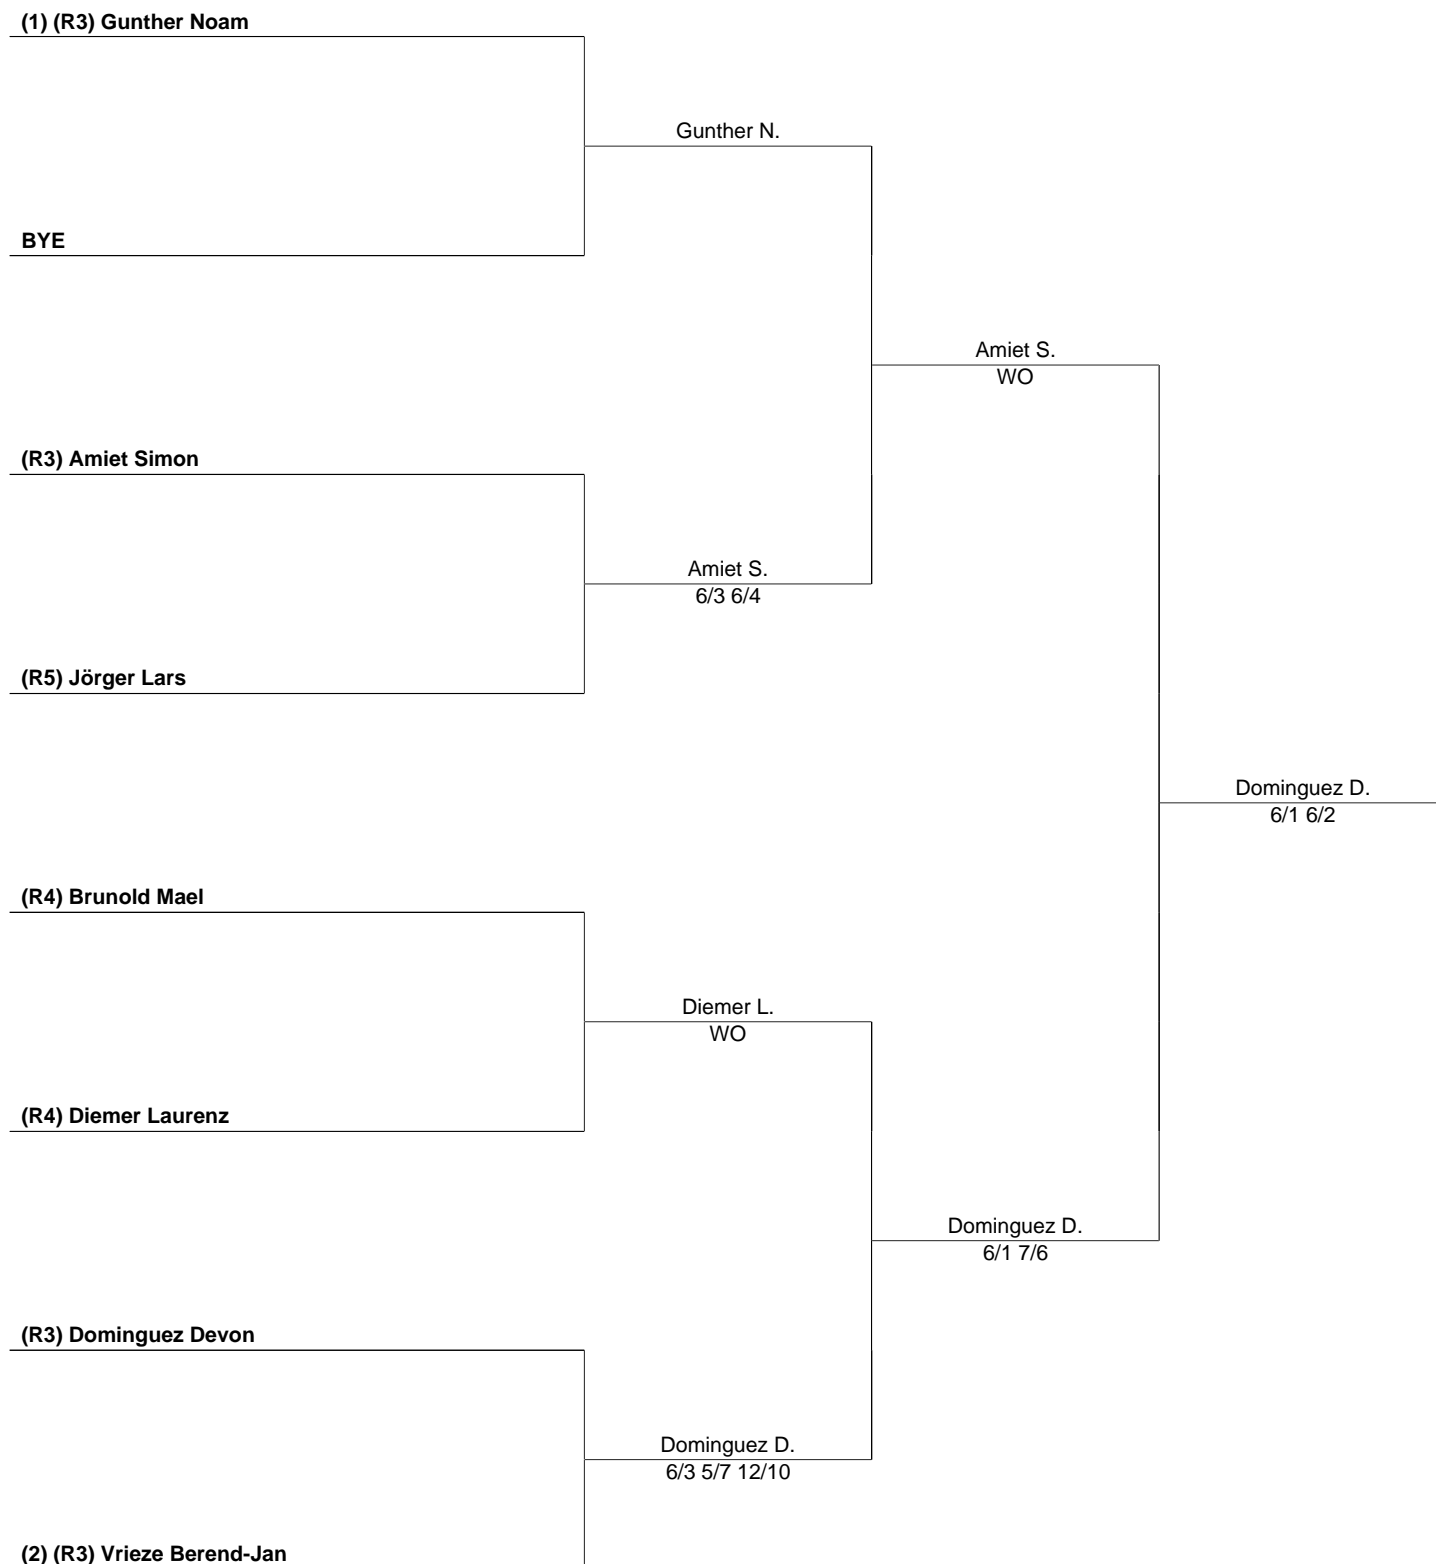 (1) (R3) Gunther Noam
Gunther N.
BYE
Amiet S.
WO
(R3) Amiet Simon
Amiet S.
6/3 6/4
(R5) Jörger Lars
Dominguez D.
6/1 6/2
(R4) Brunold Mael
Diemer L.
WO
(R4) Diemer Laurenz
Dominguez D.
6/1 7/6
(R3) Dominguez Devon
Dominguez D.
6/3 5/7 12/10
(2) (R3) Vrieze Berend-Jan